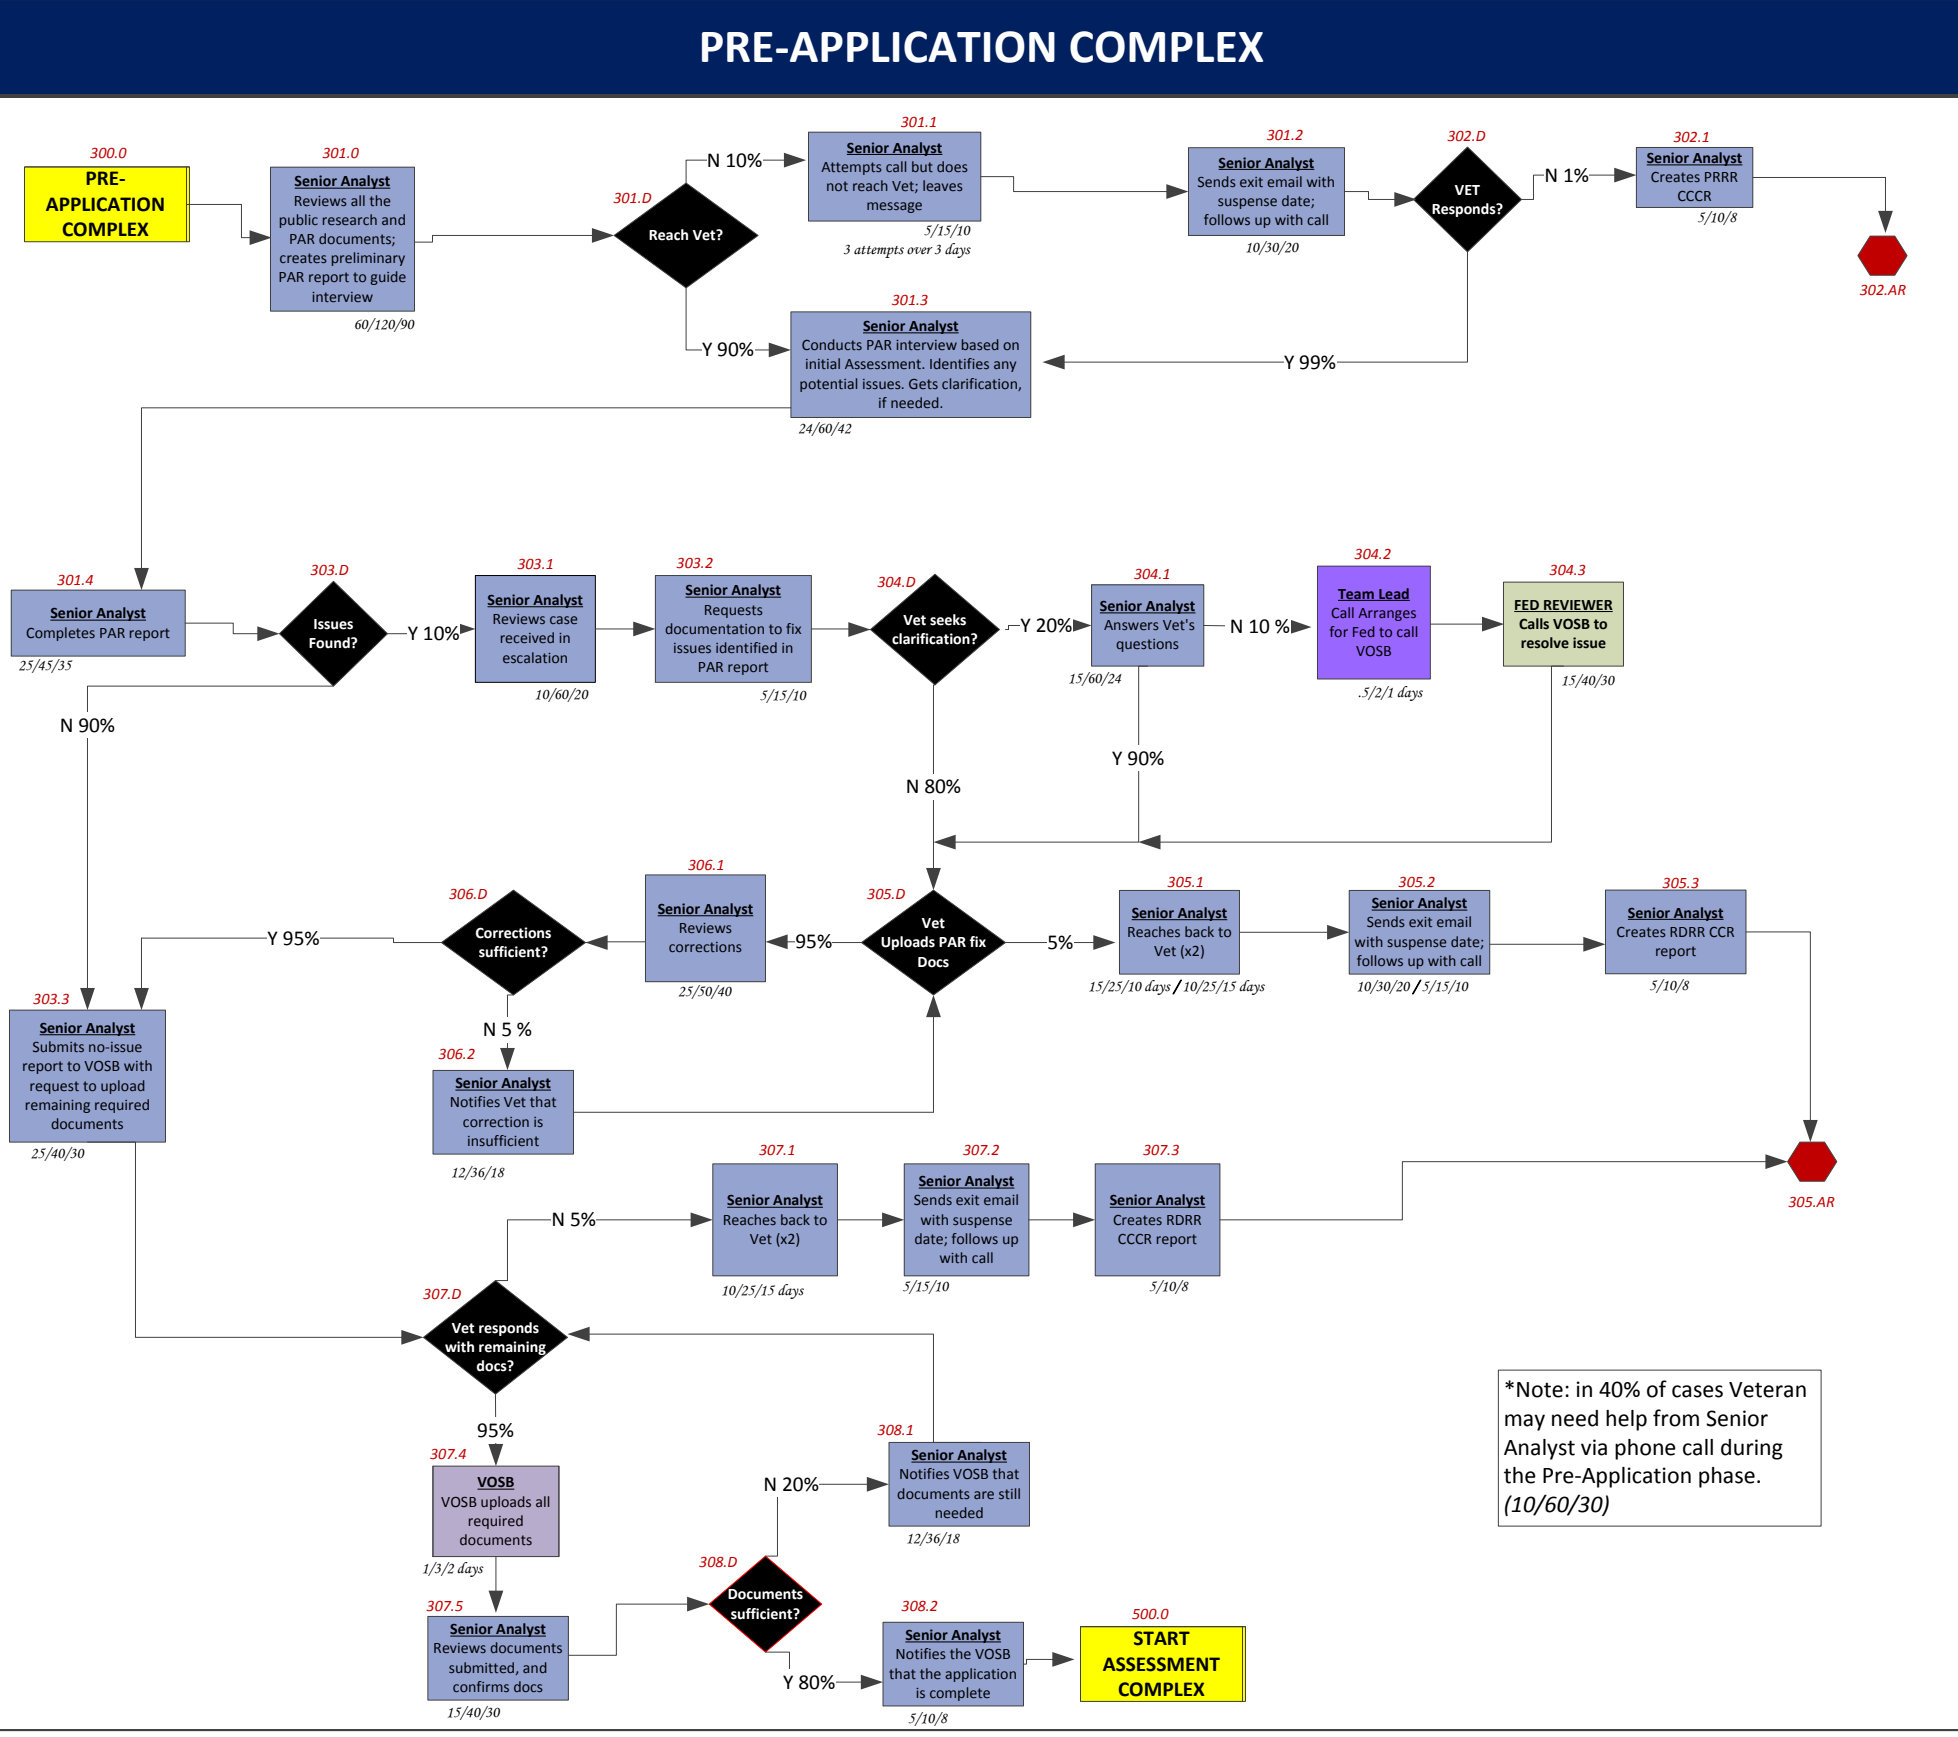 PRE-APPLICATION COMPLEX
300.0
PRE-
APPLICATION
COMPLEX
301.0
Senior Analyst
Reviews all the
public research and
PAR documents;
creates preliminary
PAR report to guide
interview
60/120/90
301.D
Reach Vet?
N 10%
Y 90%
301.1
Senior Analyst
Attempts call but does
not reach Vet; leaves
message
5/15/10
3 attempts over 3 days
301.2
Senior Analyst
Sends exit email with
suspense date;
follows up with call
10/30/20
302.D
VET
Responds?
N 1%
Y 99%
302.1
Senior Analyst
Creates PRRR
CCCR
5/10/8
302.AR
301.3
Senior Analyst
Conducts PAR interview based on
initial Assessment. Identifies any
potential issues. Gets clarification,
if needed.
24/60/42
301.4
Senior Analyst
Completes PAR report
25/45/35
303.D
Issues
Found?
Y 10%
N 90%
303.1
Senior Analyst
Reviews case
received in
escalation
10/60/20
303.2
Senior Analyst
Requests
documentation to fix
issues identified in
PAR report
5/15/10
304.D
Vet seeks
clarification?
Y 20%
N 80%
304.1
Senior Analyst
Answers Vet's
questions
15/60/24
N 10 %
Y 90%
304.2
Team Lead
Call Arranges
for Fed to call
VOSB
.5/2/1 days
304.3
FED REVIEWER
Calls VOSB to
resolve issue
15/40/30
305.D
Vet
Uploads PAR fix
Docs
95%
5%
306.1
Senior Analyst
Reviews
corrections
25/50/40
306.D
Corrections
sufficient?
Y 95%
N 5 %
306.2
Senior Analyst
Notifies Vet that
correction is
insufficient
12/36/18
305.1
Senior Analyst
Reaches back to
Vet (x2)
15/25/10 days / 10/25/15 days
305.2
Senior Analyst
Sends exit email
with suspense date;
follows up with call
10/30/20 / 5/15/10
305.3
Senior Analyst
Creates RDRR CCR
report
5/10/8
305.AR
303.3
Senior Analyst
Submits no-issue
report to VOSB with
request to upload
remaining required
documents
25/40/30
307.D
Vet responds
with remaining
docs?
N 5%
95%
307.1
Senior Analyst
Reaches back to
Vet (x2)
10/25/15 days
307.2
Senior Analyst
Sends exit email
with suspense
date; follows up
with call
5/15/10
307.3
Senior Analyst
Creates RDRR
CCCR report
5/10/8
307.4
VOSB
VOSB uploads all
required
documents
1/3/2 days
307.5
Senior Analyst
Reviews documents
submitted, and
confirms docs
15/40/30
308.D
Documents
sufficient?
N 20%
Y 80%
308.1
Senior Analyst
Notifies VOSB that
documents are still
needed
12/36/18
308.2
Senior Analyst
Notifies the VOSB
that the application
is complete
5/10/8
500.0
START
ASSESSMENT
COMPLEX
*Note: in 40% of cases Veteran
may need help from Senior
Analyst via phone call during
the Pre-Application phase.
(10/60/30)